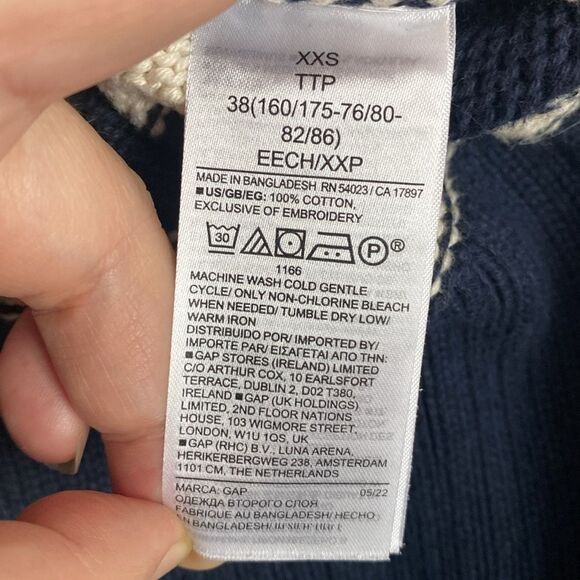 XXS
TTP
38(160/175-76/80-
82/86)
EECH/XXP
MADE IN BANGLADESH RN 54023 / CA 17897
■US/GB/EG: 100% COTTON,
EXCLUSIVE OF EMBROIDERY
30 P®
1166
MACHINE WASH COLD GENTLE
CYCLE/ ONLY NON-CHLORINE BLEACH
WHEN NEEDED/ TUMBLE DRY LOW/
WARM IRON
DISTRIBUIDO POR/ IMPORTED BY/
IMPORTE PAR/ ΕΙΣΑΓΕΤΑΙ ΑΠΟ ΤΗΝ:
■GAP STORES (IRELAND) LIMITED
C/O ARTHUR COX, 10 EARLSFORT
TERRACE, DUBLIN 2, D02 T380,
IRELAND ■GAP (UK HOLDINGS)
LIMITED, 2ND FLOOR NATIONS
HOUSE, 103 WIGMORE STREET,
LONDON, W1U 1QS, UK
■GAP (RHC) B.V., LUNA ARENA,
HERIKERBERGWEG 238, AMSTERDAM
1101 CM, THE NETHERLANDS
MARCA: GAP 05/22
ОДЕЖДА ВТОРОГО СЛОЯ
FABRIQUE AU BANGLADESH/ HECHO
EN BANGLADESH/